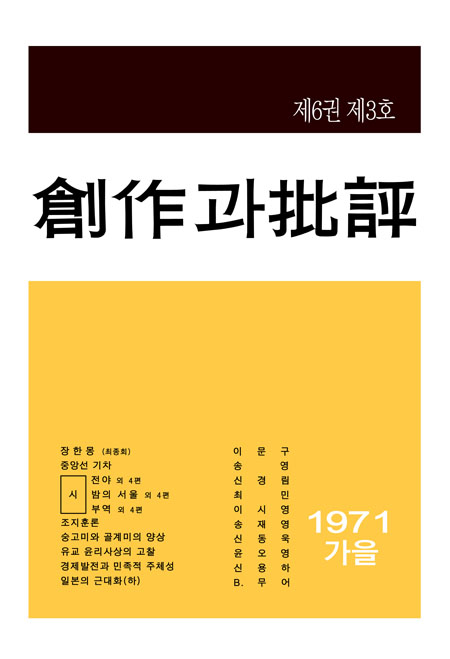 제6권 제3호
創作과批評
장한몽 (최종회) 이문구
중앙선 기차 송영
시 전야 외 4편 신경림
밤의 서울 외 4편 최민
부역 외 4편 이시영
조지훈론 송재영
숭고미와 골계미의 양상 신동욱
유교 윤리사상의 고찰 윤오영
경제발전과 민족적 주체성 신용하
일본의 근대화(하) B. 무어
1971
가을